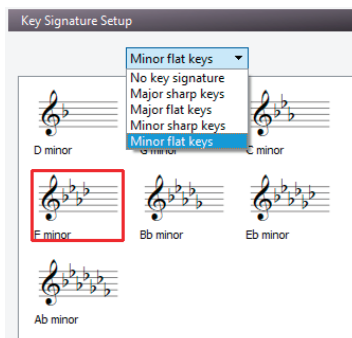 Key Signature Setup
Minor flat keys
No key signature
Major sharp keys
Major flat keys
Minor sharp keys
Minor flat keys
D minor
G minor
C minor
F minor
Bb minor
Eb minor
Ab minor